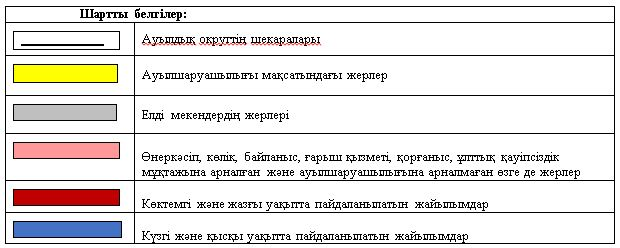 Шартты белгілер:
Ауылдық округтің шекаралары
Ауылшаруашылығы мақсатындағы жерлер
Елді мекендердің жерлері
Өнеркәсіп, көлік, байланыс, ғарыш қызметі, қорғаныс, ұлттық қауіпсіздік
мұқтажына арналған және ауылшаруашылығына арналмаған өзге де жерлер
Көктемгі және жазғы уақытта пайдаланылатын жайылымдар
Күзгі және қысқы уақытта пайдаланылатын жайылымдар